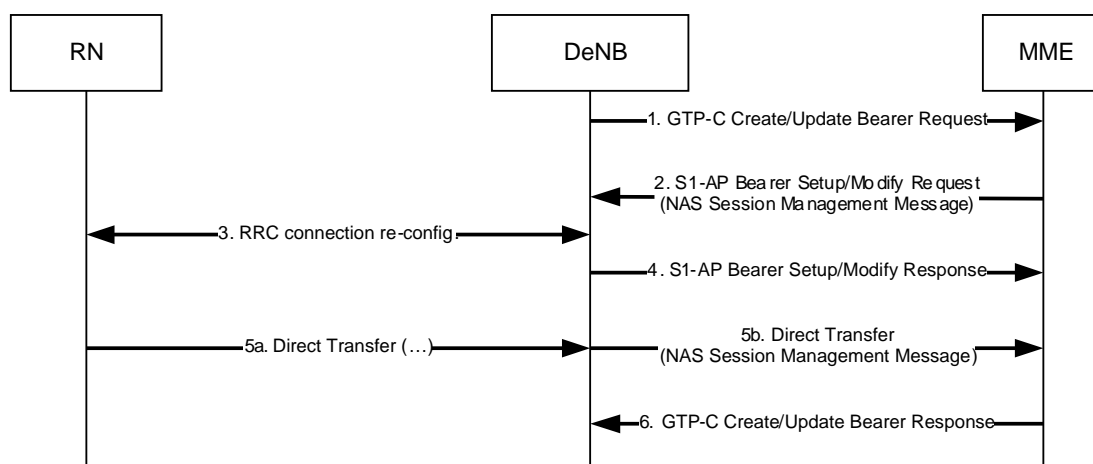 RN
DeNB
MME
1. GTP-C Create/Update Bearer Request
2. S1-AP Bearer Setup/Modify Request
(NAS Session Management Message)
3. RRC connection re-config.
4. S1-AP Bearer Setup/Modify Response
5a. Direct Transfer (…)
5b. Direct Transfer
(NAS Session Management Message)
6. GTP-C Create/Update Bearer Response